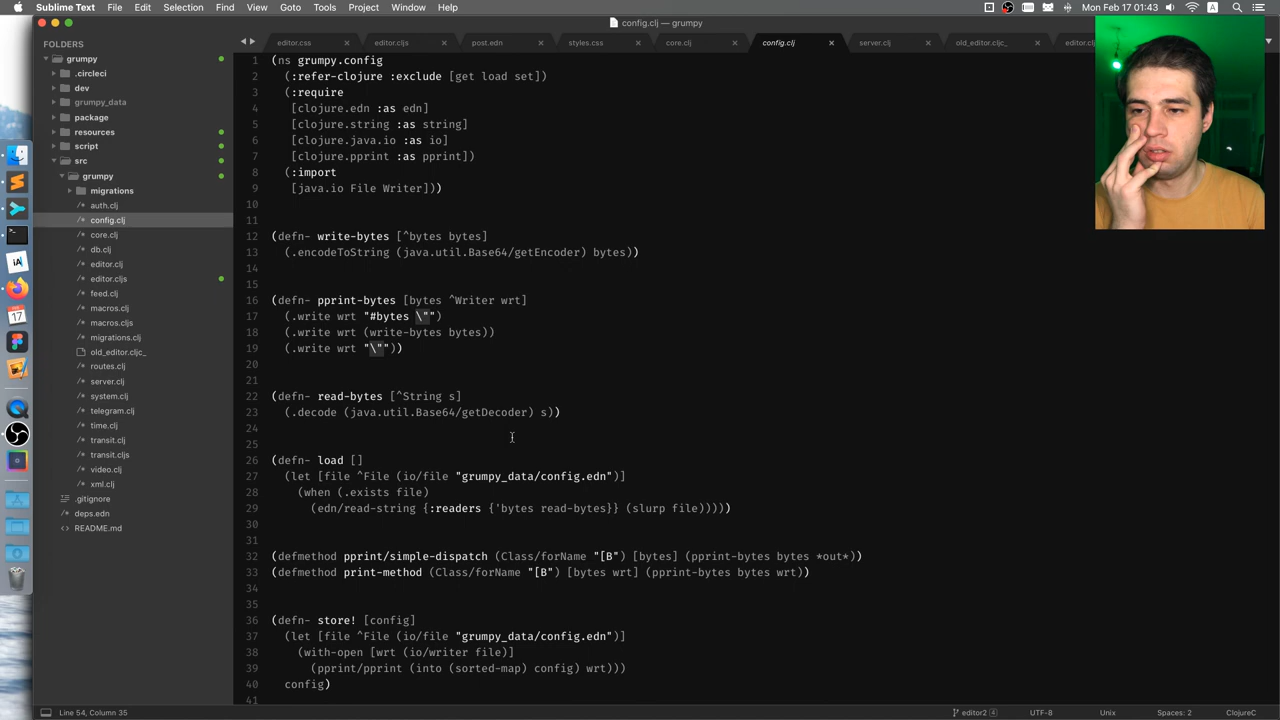 Sublime Text File Edit Selection Find View Goto Tools Project Window Help
Mon Feb 17 01:43
config.clj — grumpy
FOLDERS
grumpy
.circleci
dev
grumpy_data
package
resources
script
src
grumpy
migrations
auth.clj
config.clj
core.clj
db.clj
editor.clj
editor.cljs
feed.clj
macros.clj
macros.cljs
migrations.clj
old_editor.cljc_
routes.clj
server.clj
system.clj
telegram.clj
time.clj
transit.clj
transit.cljs
video.clj
xml.clj
.gitignore
deps.edn
README.md
editor.css editor.cljs post.edn styles.css core.clj config.clj server.clj old_editor.cljc_ editor.clj
1 (ns grumpy.config
2 (:refer-clojure :exclude [get load set])
3 (:require
4 [clojure.edn :as edn]
5 [clojure.string :as string]
6 [clojure.java.io :as io]
7 [clojure.pprint :as pprint])
8 (:import
9 [java.io File Writer]))
10
11
12 (defn- write-bytes [^bytes bytes]
13 (.encodeToString (java.util.Base64/getEncoder) bytes))
14
15
16 (defn- pprint-bytes [bytes ^Writer wrt]
17 (.write wrt "#bytes \"")
18 (.write wrt (write-bytes bytes))
19 (.write wrt "\""))
20
21
22 (defn- read-bytes [^String s]
23 (.decode (java.util.Base64/getDecoder) s))
24
25
26 (defn- load []
27 (let [file ^File (io/file "grumpy_data/config.edn")]
28 (when (.exists file)
29 (edn/read-string {:readers {'bytes read-bytes}} (slurp file)))))
30
31
32 (defmethod pprint/simple-dispatch (Class/forName "[B") [bytes] (pprint-bytes bytes *out*))
33 (defmethod print-method (Class/forName "[B") [bytes wrt] (pprint-bytes bytes wrt))
34
35
36 (defn- store! [config]
37 (let [file ^File (io/file "grumpy_data/config.edn")]
38 (with-open [wrt (io/writer file)]
39 (pprint/pprint (into (sorted-map) config) wrt)))
40 config)
41
Line 54, Column 35
editor2 4 UTF-8 Unix Spaces: 2 ClojureC